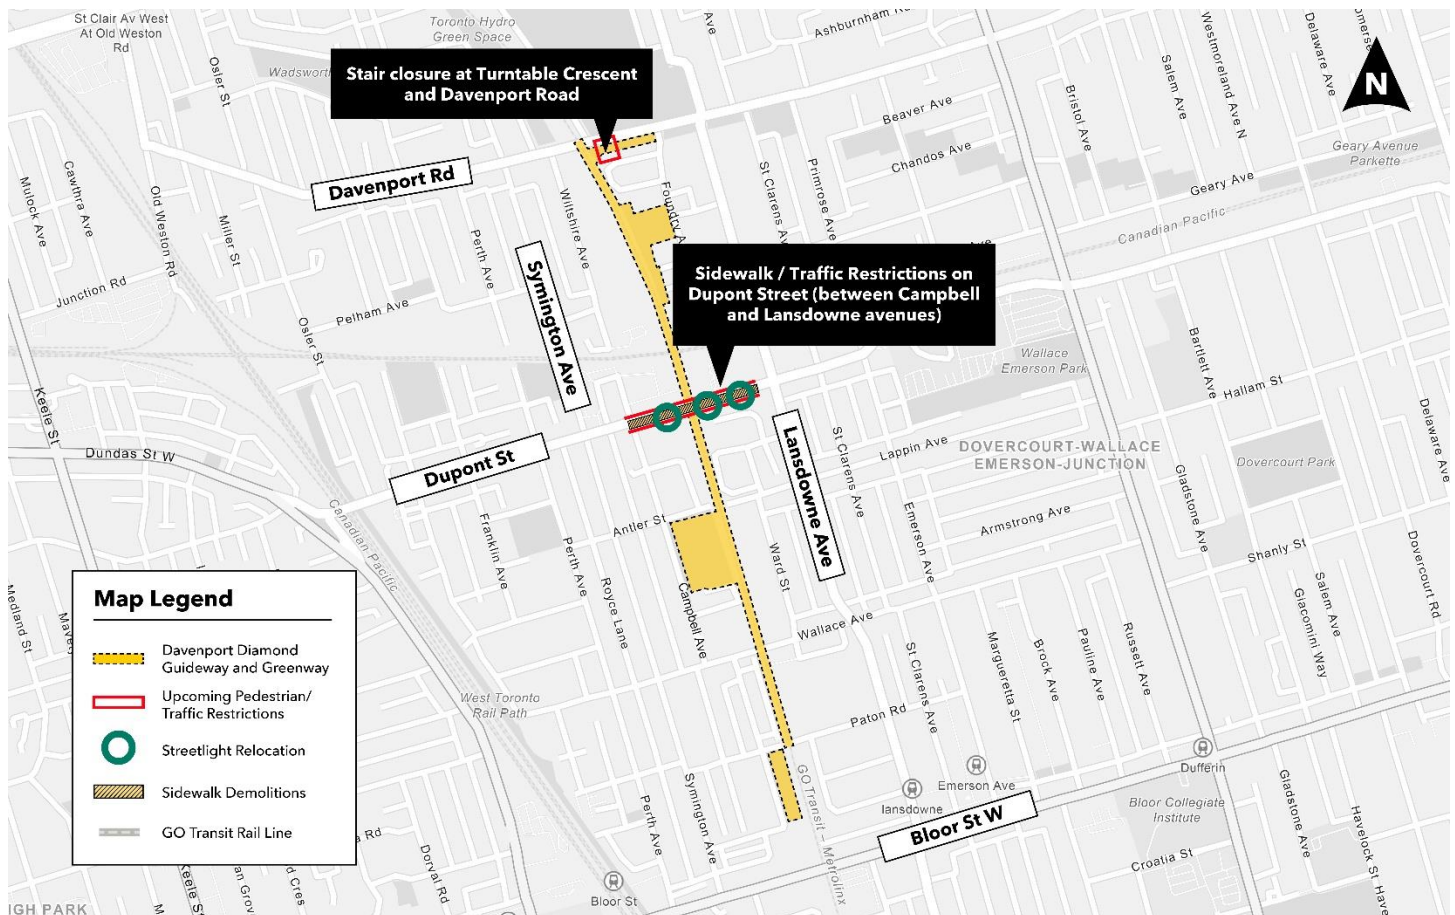 St Clair Av West
At Old Weston
Rd
Toronto Hydro
Green Space
Ashburnham
Ave
Delaware Ave
Westmoreland Ave N
Salem Ave
Bristol Ave
N
Osler St
Stair closure at Turntable Crescent
and Davenport Road
Beaver Ave
Chandos Ave
Geary Avenue
Parkette
Geary Ave
Canadian Pacific
Mulock Ave
Cawthra Ave
Old Weston Rd
Miller St
Davenport Rd
Wiltshire Ave
St Clarens Ave
Primrose Ave
Perth Ave
Symington Ave
Sidewalk / Traffic Restrictions on
Dupont Street (between Campbell
and Lansdowne avenues)
Junction Rd
Pelham Ave
Osler St
Wallace
Emerson Park
Bartlett Ave
Hallam St
Keele St
Dundas St W
Dupont St
Lansdowne Ave
St Clarens Ave
Lappin Ave
DOVERCOURT-WALLACE
EMERSON-JUNCTION
Dovercourt Park
Delaware Ave
Gladstone Ave
Canadian Pacific
Franklin Ave
Antler St
Perth Ave
Royce Lane
Campbell Ave
Ward St
Emerson Ave
Armstrong Ave
Shanly St
Dovercourt Rd
Salem Ave
Giacomini Way
Medland St
Wallace Ave
St Clarens Ave
Margueretta St
Brock Ave
Pauline Ave
Russett Ave
Map Legend
Davenport Diamond
Guideway and Greenway
Upcoming Pedestrian/
Traffic Restrictions
Streetlight Relocation
Sidewalk Demolitions
GO Transit Rail Line
West Toronto
Rail Path
Paton Rd
GO Transit – Metrolinx
Symington Ave
Perth Ave
lansdowne
Emerson Ave
Dufferin
Bloor St W
Bloor Collegiate
Institute
Gladstone Ave
Havelock St
Croatia St
Dorval Rd
Keele St
Bloor St